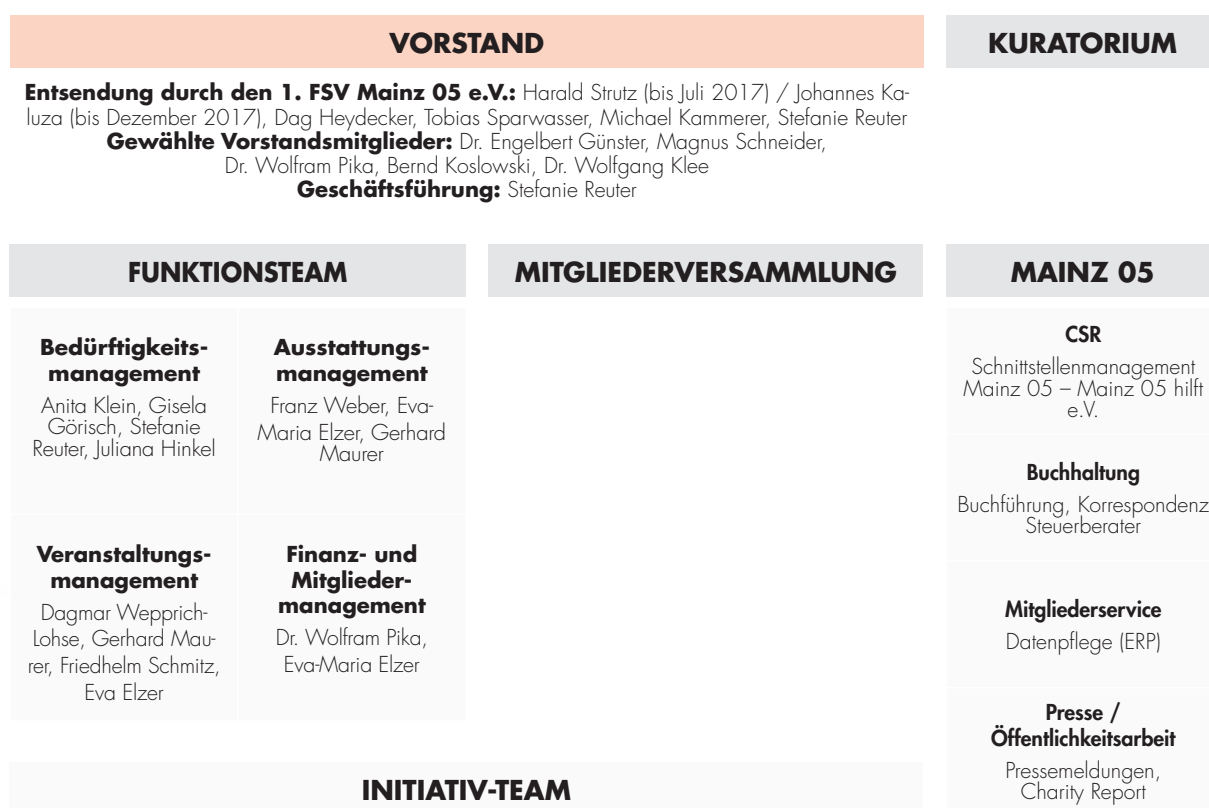 VORSTAND
Entsendung durch den 1. FSV Mainz 05 e.V.: Harald Strutz (bis Juli 2017) / Johannes Ka-
luza (bis Dezember 2017), Dag Heydecker, Tobias Sparwasser, Michael Kammerer, Stefanie Reuter
Gewählte Vorstandsmitglieder: Dr. Engelbert Günster, Magnus Schneider,
Dr. Wolfram Pika, Bernd Koslowski, Dr. Wolfgang Klee
Geschäftsführung: Stefanie Reuter
KURATORIUM
FUNKTIONSTEAM
Bedürftigkeits-
management
Anita Klein, Gisela
Görisch, Stefanie
Reuter, Juliana Hinkel
Ausstattungs-
management
Franz Weber, Eva-
Maria Elzer, Gerhard
Maurer
Veranstaltungs-
management
Dagmar Wepprich-
Lohse, Gerhard Mau-
rer, Friedhelm Schmitz,
Eva Elzer
Finanz- und
Mitglieder-
management
Dr. Wolfram Pika,
Eva-Maria Elzer
MITGLIEDERVERSAMMLUNG
MAINZ 05
CSR
Schnittstellenmanagement
Mainz 05 – Mainz 05 hilft
e.V.
Buchhaltung
Buchführung, Korrespondenz
Steuerberater
Mitgliederservice
Datenpflege (ERP)
Presse /
Öffentlichkeitsarbeit
Pressemeldungen,
Charity Report
INITIATIV-TEAM